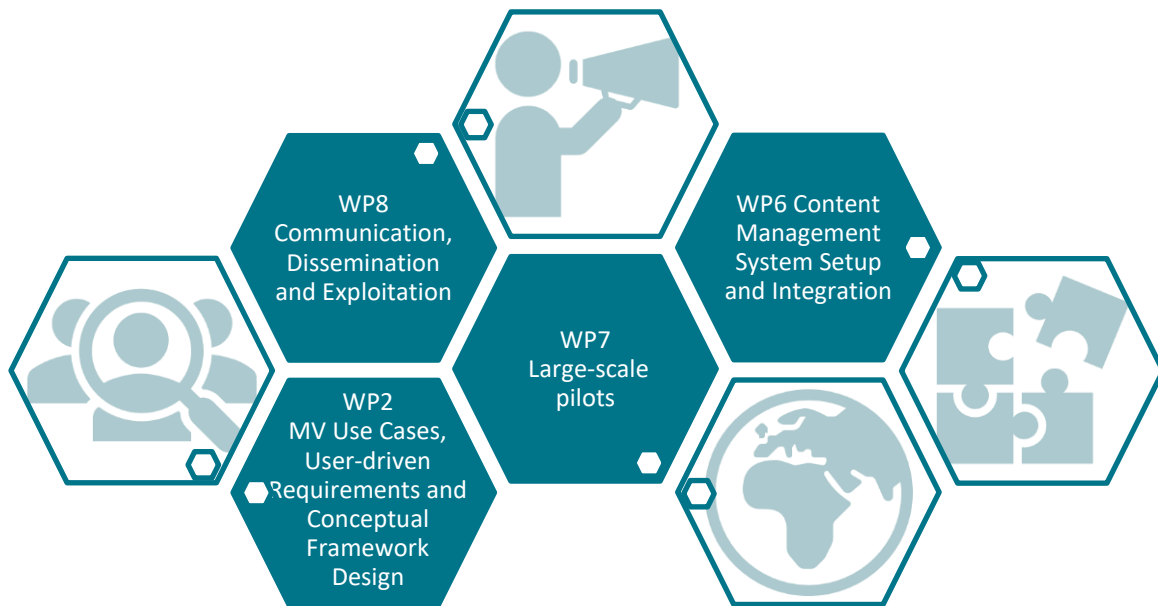 WP8
Communication,
Dissemination
and Exploitation
WP6 Content
Management
System Setup
and Integration
WP7
Large-scale
pilots
WP2
MV Use Cases,
User-driven
Requirements and
Conceptual
Framework
Design